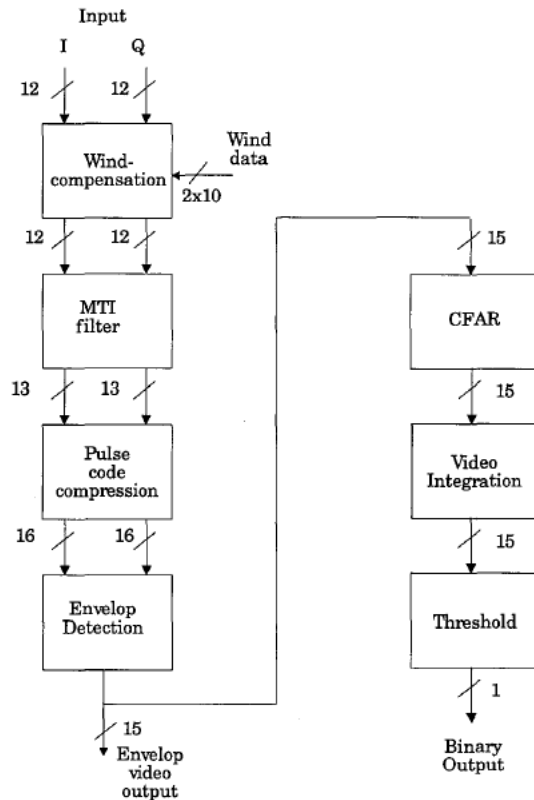 Input
I Q
12 12
Wind
data
Wind-
compensation
2x10
12 12
MTI
filter
13 13
Pulse
code
compression
16 16
Envelop
Detection
15
Envelop
video
output
15
CFAR
15
Video
Integration
15
Threshold
1
Binary
Output